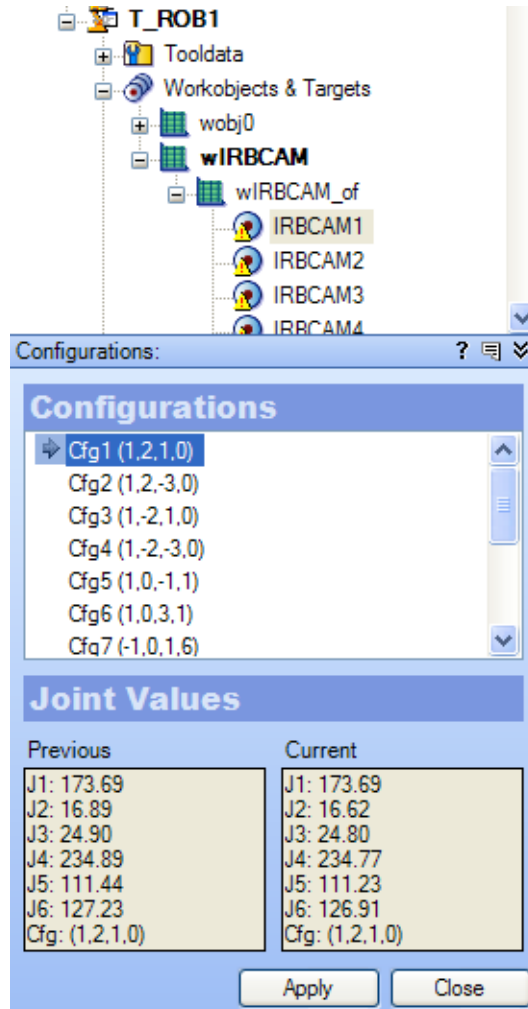 T_ROB1
Tooldata
Workobjects & Targets
wobj0
wIRBCAM
wIRBCAM_of
IRBCAM1
IRBCAM2
IRBCAM3
IRBCAM4
Configurations: ?
Configurations
Cfg1 (1,2,1,0)
Cfg2 (1,2,-3,0)
Cfg3 (1,-2,1,0)
Cfg4 (1,-2,-3,0)
Cfg5 (1,0,-1,1)
Cfg6 (1,0,3,1)
Cfg7 (-1,0,1,6)
Joint Values
Previous Current
J1: 173.69 J1: 173.69
J2: 16.89 J2: 16.62
J3: 24.90 J3: 24.80
J4: 234.89 J4: 234.77
J5: 111.44 J5: 111.23
J6: 127.23 J6: 126.91
Cfg: (1,2,1,0) Cfg: (1,2,1,0)
Apply Close